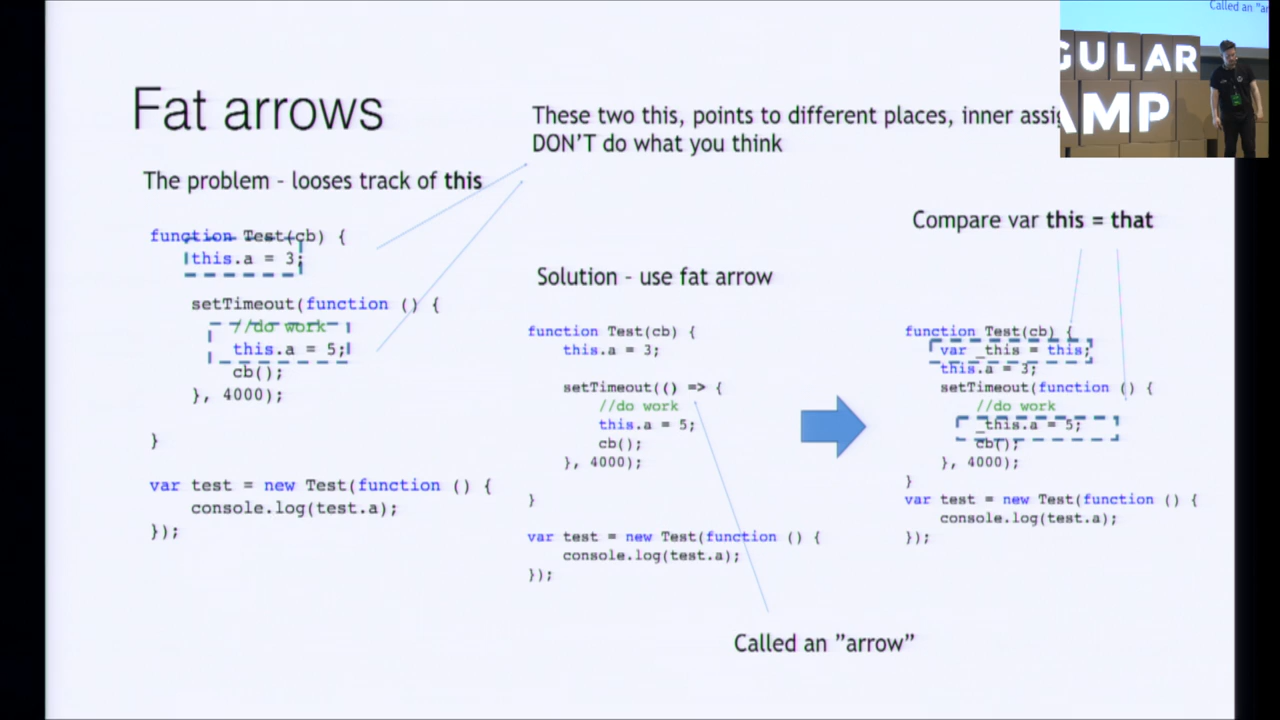 Fat arrows
These two this, points to different places, inner assi
DON'T do what you think
The problem - looses track of this
function Test(cb) {
this.a = 3;
setTimeout(function () {
//do work
this.a = 5;
cb();
}, 4000);
}
var test = new Test(function () {
console.log(test.a);
});
Solution - use fat arrow
function Test(cb) {
this.a = 3;
setTimeout(() => {
//do work
this.a = 5;
cb();
}, 4000);
}
var test = new Test(function () {
console.log(test.a);
});
Called an ”arrow”
Compare var this = that
function Test(cb) {
var _this = this;
this.a = 3;
setTimeout(function () {
//do work
_this.a = 5;
cb();
}, 4000);
}
var test = new Test(function () {
console.log(test.a);
});
Called an ”ar
GULAR
AMP